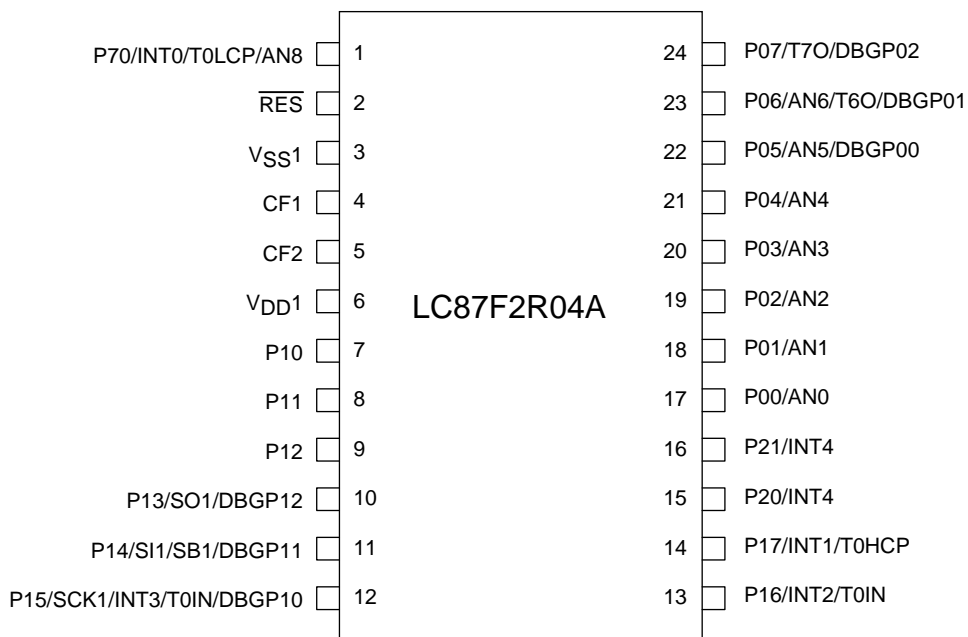 P70/INT0/T0LCP/AN8 1 24 P07/T7O/DBGP02
RES 2 23 P06/AN6/T6O/DBGP01
VSS1 3 22 P05/AN5/DBGP00
CF1 4 21 P04/AN4
CF2 5 20 P03/AN3
VDD1 6 19 P02/AN2
LC87F2R04A
P10 7 18 P01/AN1
P11 8 17 P00/AN0
P12 9 16 P21/INT4
P13/SO1/DBGP12 10 15 P20/INT4
P14/SI1/SB1/DBGP11 11 14 P17/INT1/T0HCP
P15/SCK1/INT3/T0IN/DBGP10 12 13 P16/INT2/T0IN